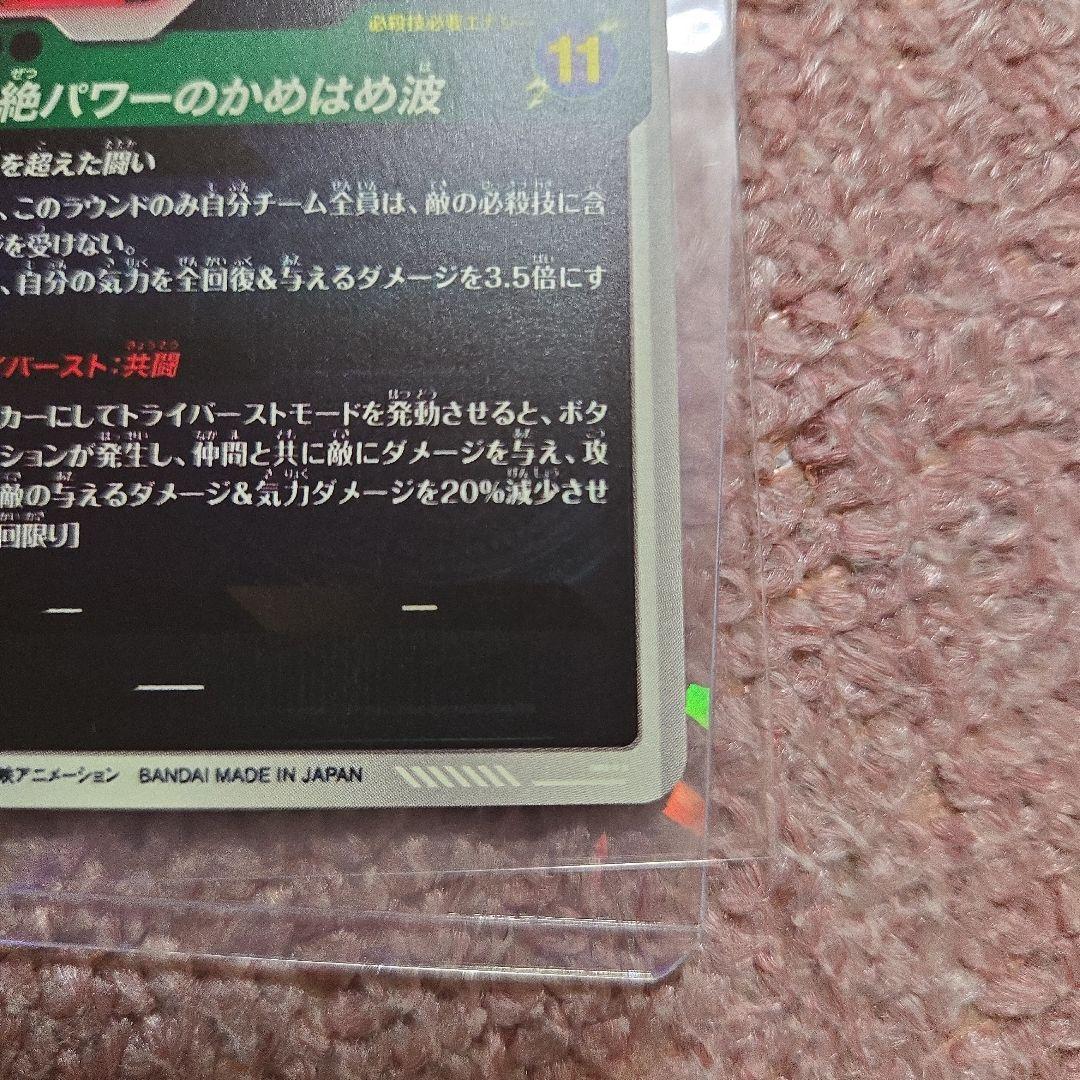 必殺技必要エナジー
11
絶パワーのかめはめ波
を超えた闘い
、このラウンドのみ自分チーム全員は、敵の必殺技に含
ジを受けない。
、自分の気力を全回復&与えるダメージを3.5倍にす
イバースト:共闘
カーにしてトライバーストモードを発動させると、ボタ
ションが発生し、仲間と共に敵にダメージを与え、攻
敵の与えるダメージ&気力ダメージを20%減少させ
回限り]
映アニメーション BANDAI MADE IN JAPAN